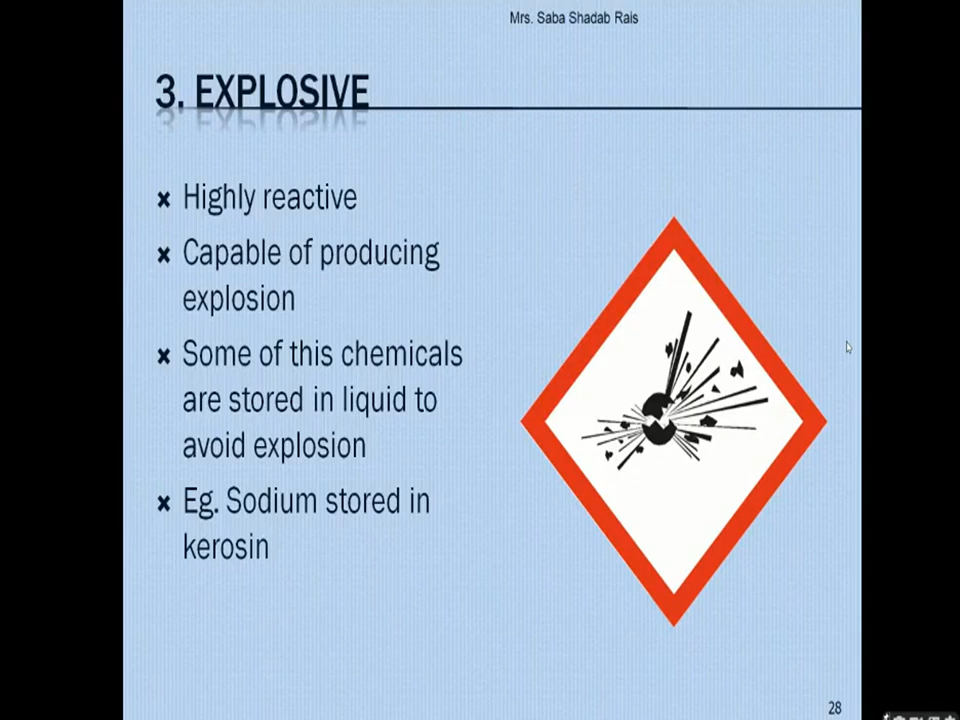 Mrs. Saba Shadab Rais
3. EXPLOSIVE
Highly reactive
Capable of producing
explosion
Some of this chemicals
are stored in liquid to
avoid explosion
Eg. Sodium stored in
kerosin
28